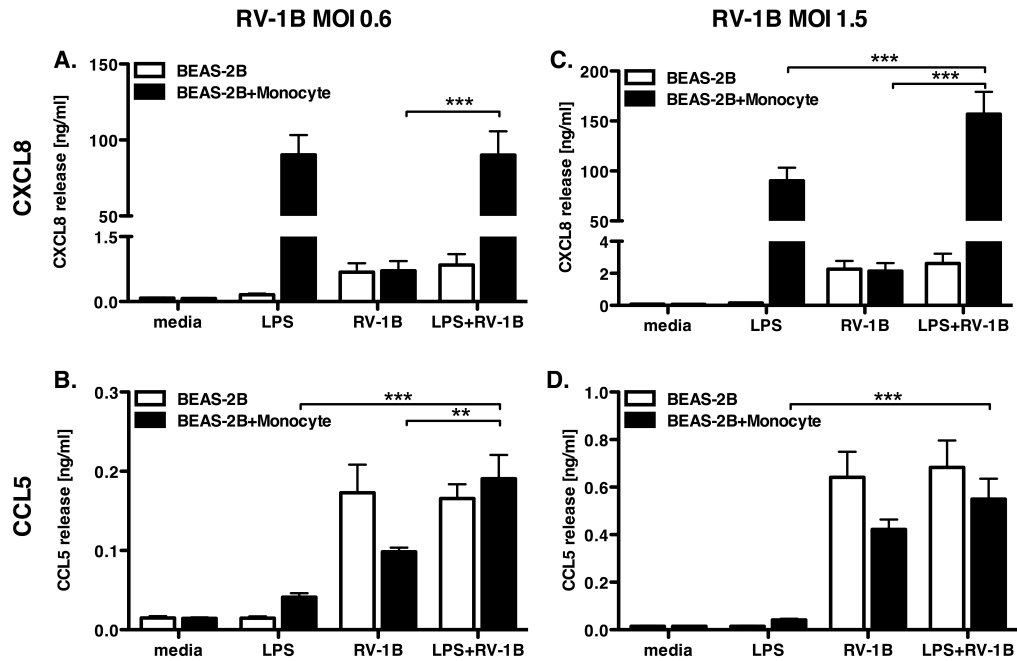 RV-1B MOI 0.6
RV-1B MOI 1.5
CXCL8
A.
CXCL8 release [ng/ml]
150
100
50
1.5
0.0
BEAS-2B
BEAS-2B+Monocyte
***
media LPS RV-1B LPS+RV-1B
C.
CXCL8 release [ng/ml]
200
150
100
50
4
2
0
BEAS-2B
BEAS-2B+Monocyte
***
***
media LPS RV-1B LPS+RV-1B
CCL5
B.
CCL5 release [ng/ml]
0.3
0.2
0.1
0.0
BEAS-2B
BEAS-2B+Monocyte
***
**
media LPS RV-1B LPS+RV-1B
D.
CCL5 release [ng/ml]
1.0
0.8
0.6
0.4
0.2
0.0
BEAS-2B
BEAS-2B+Monocyte
***
media LPS RV-1B LPS+RV-1B